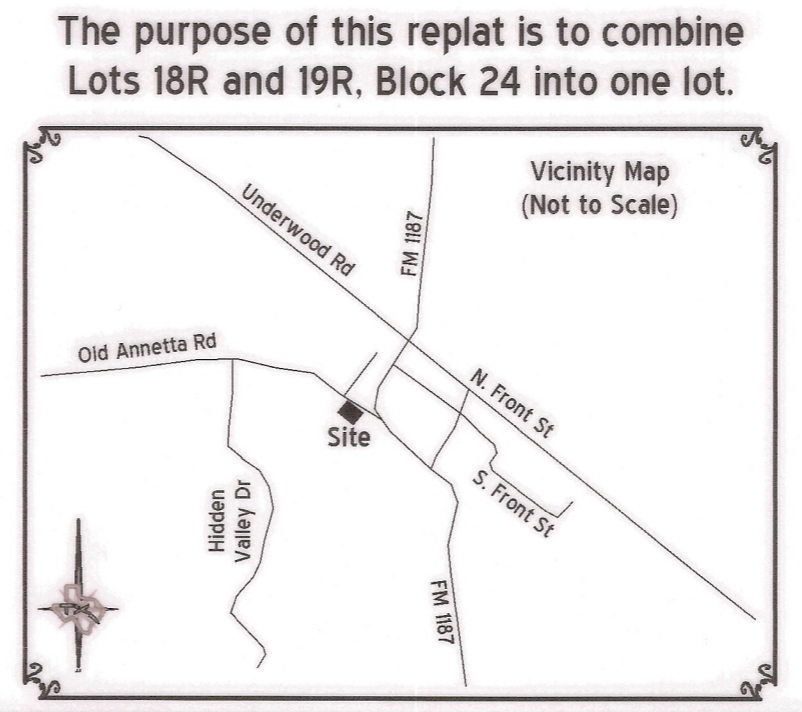 The purpose of this replat is to combine
Lots 18R and 19R, Block 24 into one lot.
Vicinity Map
(Not to Scale)
Underwood Rd
FM 1187
Old Annetta Rd
N. Front St
Site
S. Front St
Hidden
Valley Dr
FM 1187
TX